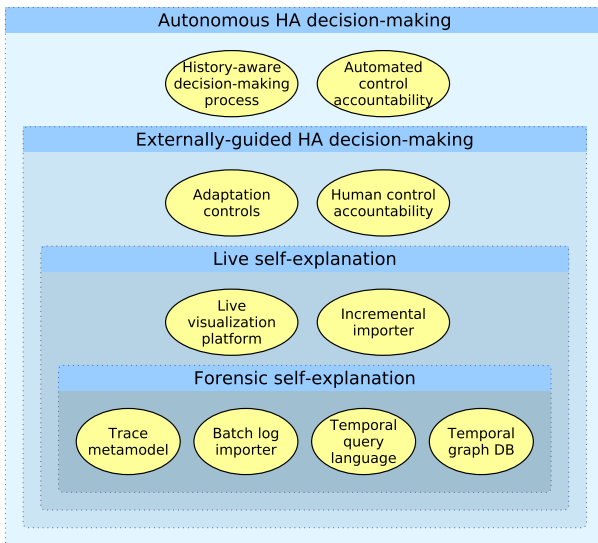 Autonomous HA decision-making
History-aware
decision-making
process
Automated
control
accountability
Externally-guided HA decision-making
Adaptation
controls
Human control
accountability
Live self-explanation
Live
visualization
platform
Incremental
importer
Forensic self-explanation
Trace
metamodel
Batch log
importer
Temporal
query
language
Temporal
graph DB